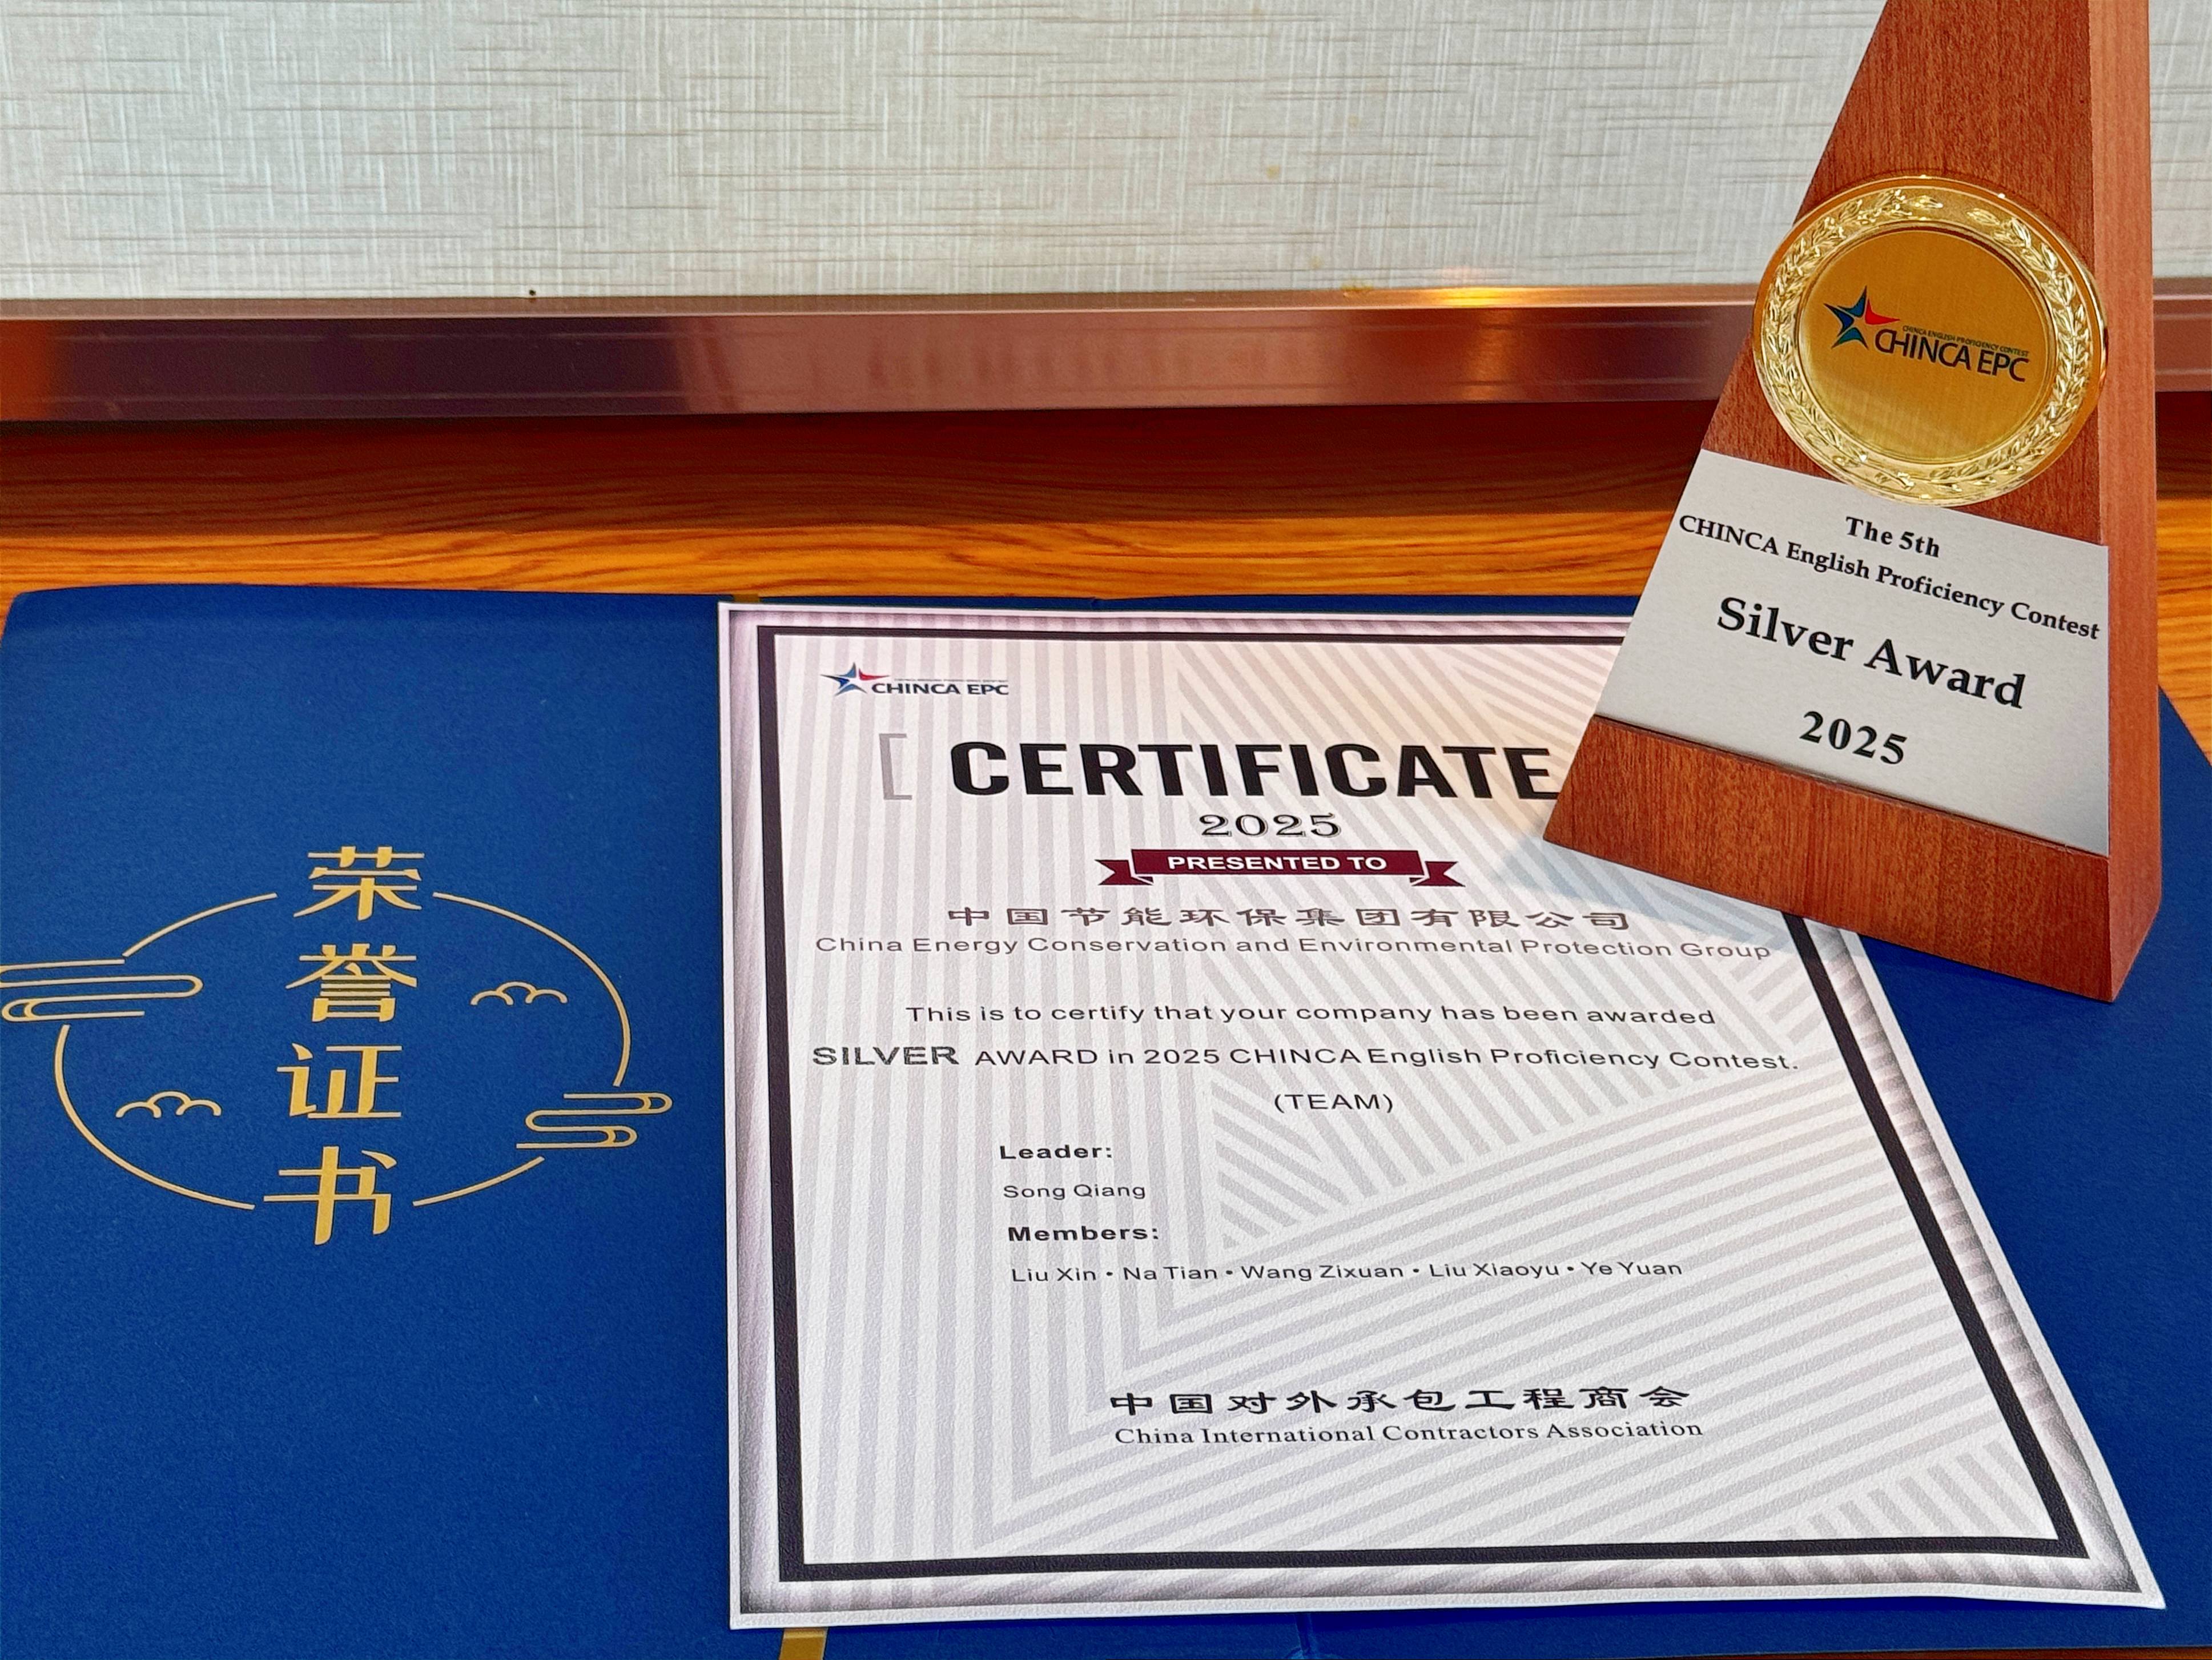 荣
誉
证
书
CHINCA EPC
[ CERTIFICATE
2025
PRESENTED TO
中国节能环保集团有限公司
China Energy Conservation and Environmental Protection Group
This is to certify that your company has been awarded
SILVER AWARD in 2025 CHINCA English Proficiency Contest.
(TEAM)
Leader:
Song Qiang
Members:
Liu Xin • Na Tian • Wang Zixuan • Liu Xiaoyu • Ye Yuan
中国对外承包工程商会
China International Contractors Association
CHINCA ENGLISH PROFICIENCY CONTEST
CHINCA EPC
The 5th
CHINCA English Proficiency Contest
Silver Award
2025